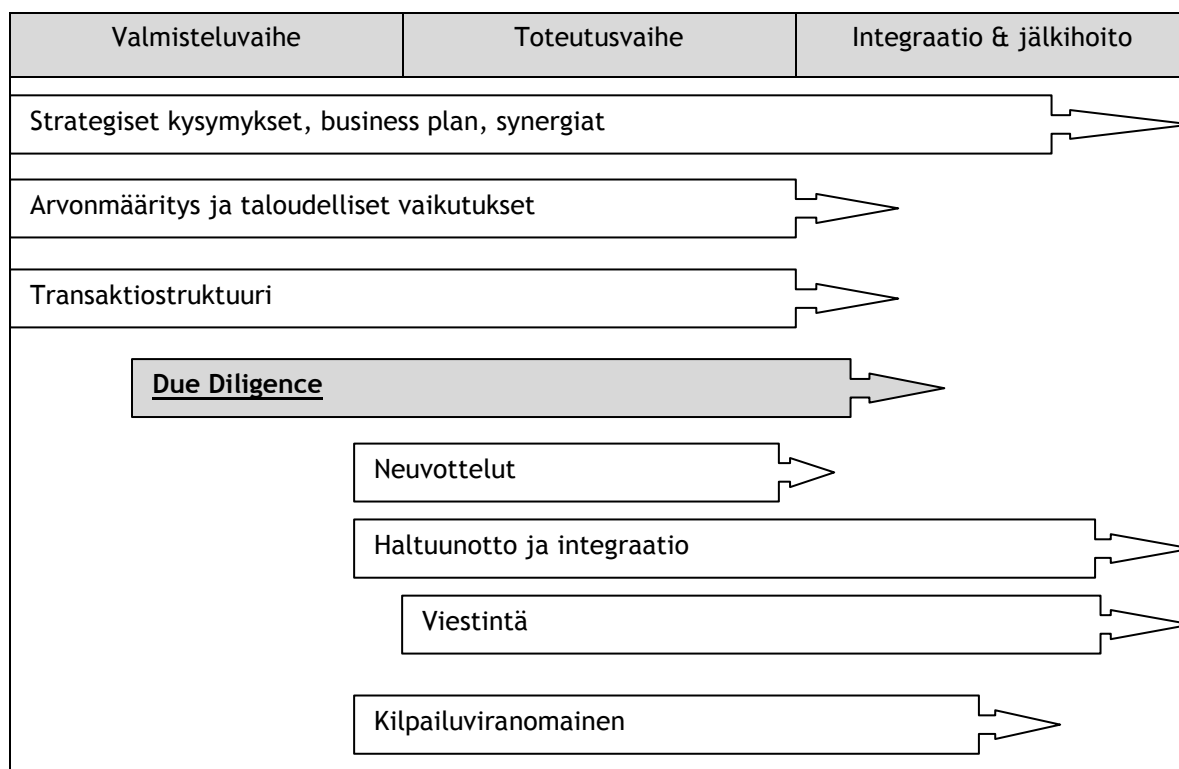 Valmisteluvaihe
Toteutusvaihe
Integraatio & jälkihoito
Strategiset kysymykset, business plan, synergiat
Arvonmääritys ja taloudelliset vaikutukset
Transaktiostruktuuri
Due Diligence
Neuvottelut
Haltuunotto ja integraatio
Viestintä
Kilpailuviranomainen